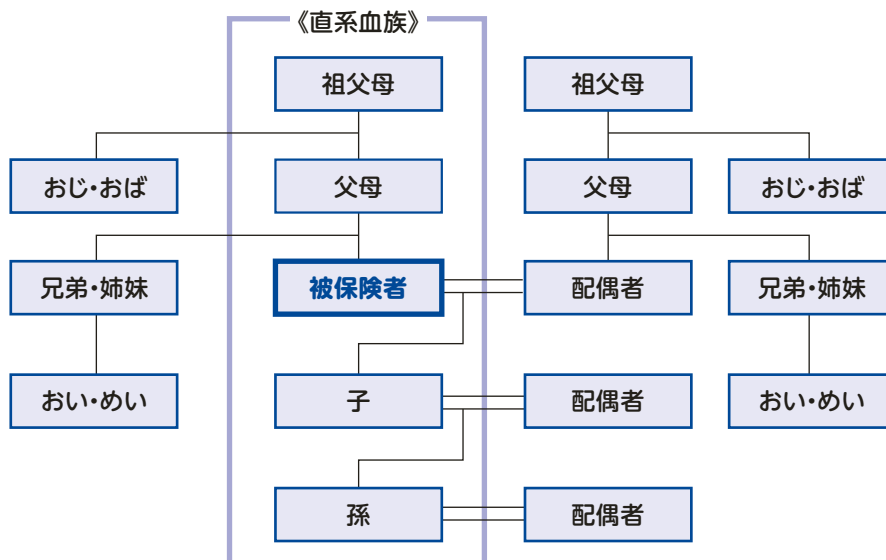 《直系血族》
祖父母
祖父母
おじ・おば
父母
父母
おじ・おば
兄弟・姉妹
被保険者
配偶者
兄弟・姉妹
おい・めい
子
配偶者
おい・めい
孫
配偶者